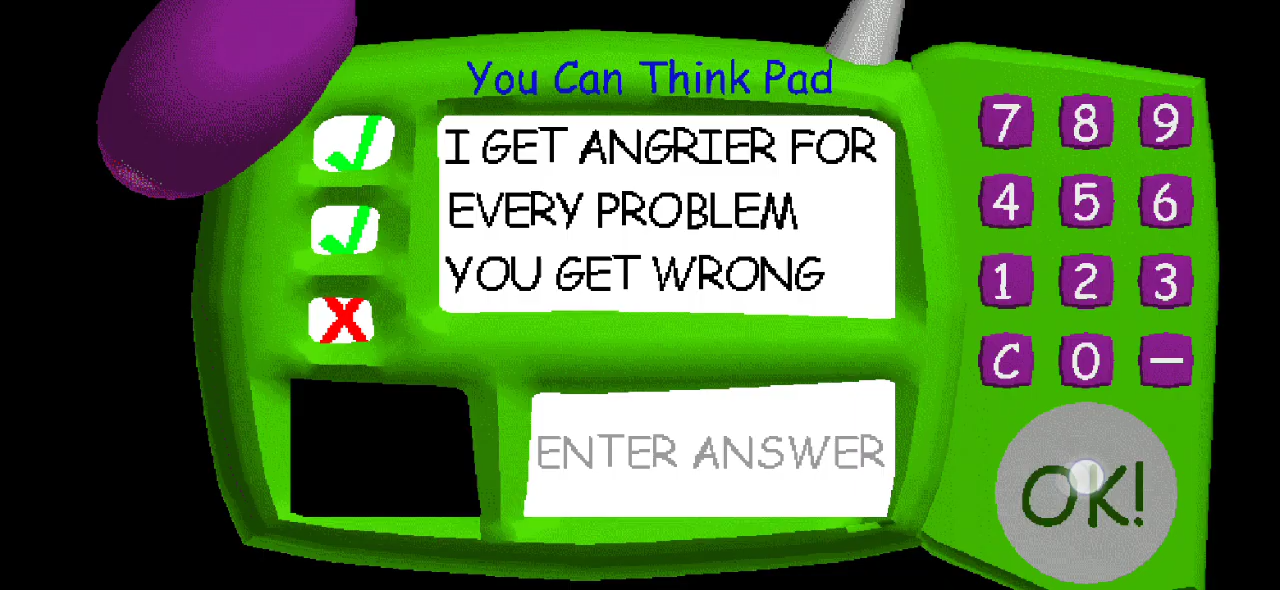 You Can Think Pad
I GET ANGRIER FOR
EVERY PROBLEM
YOU GET WRONG
ENTER ANSWER
7 8 9
4 5 6
1 2 3
C 0 −
OK!